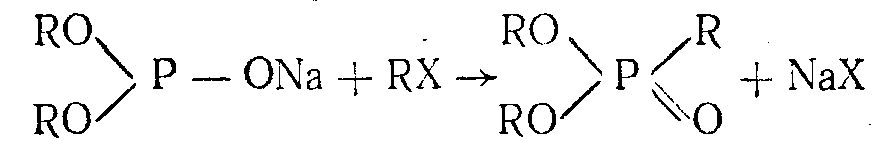 RO RO R
P — ONa + RX → P + NaX
RO RO O